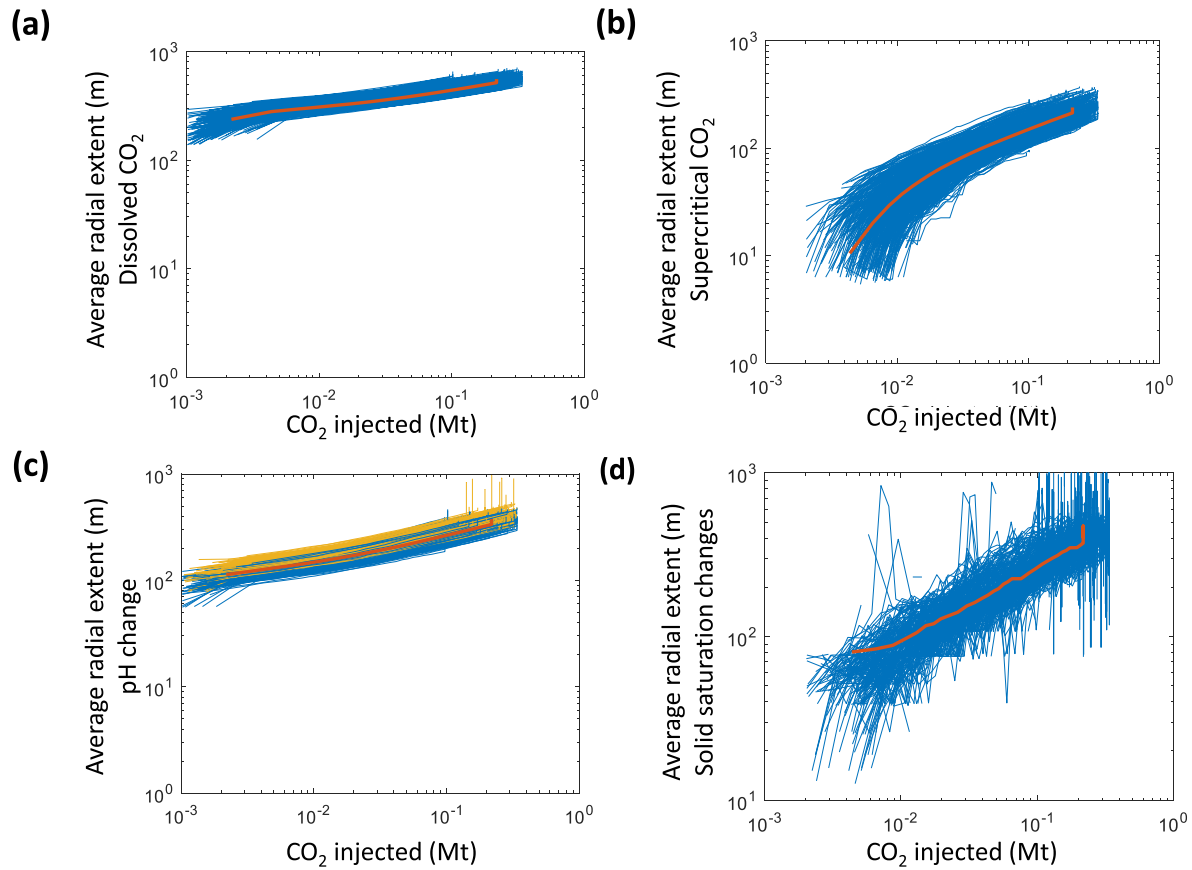 (a)
Average radial extent (m)
Dissolved CO₂
10³
10²
10¹
10⁰
10⁻³
10⁻²
10⁻¹
10⁰
CO₂ injected (Mt)
(b)
Average radial extent (m)
Supercritical CO₂
10³
10²
10¹
10⁰
10⁻³
10⁻²
10⁻¹
10⁰
CO₂ injected (Mt)
(c)
Average radial extent (m)
pH change
10³
10²
10¹
10⁰
10⁻³
10⁻²
10⁻¹
10⁰
CO₂ injected (Mt)
(d)
Average radial extent (m)
Solid saturation changes
10³
10²
10¹
10⁻³
10⁻²
10⁻¹
10⁰
CO₂ injected (Mt)